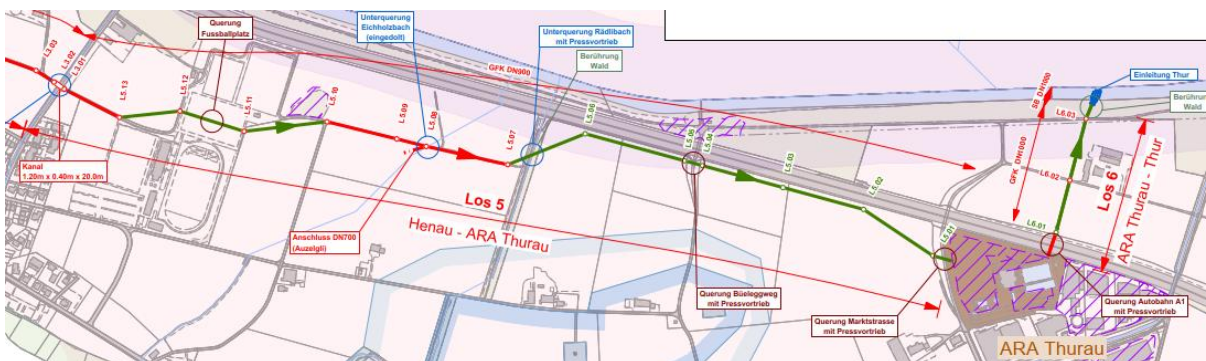 L3.03
L3.02
L3.01
L5.13
L5.12
Querung
Fussballplatz
L5.11
L5.10
Unterquerung
Eichholzbach
(eingedolt)
L5.09
L5.08
GFK DN900
Unterquerung Rädlibach
mit Pressvortrieb
Berührung
Wald
L5.07
L5.06
L5.05
L5.04
L5.03
L5.02
L5.01
SB DN1000
GFK DN1000
Einleitung Thur
Berührung
Wald
L6.03
L6.02
L6.01
Los 6
ARA Thurau - Thur
Kanal
1.20m x 0.40m x 20.0m
Los 5
Henau - ARA Thurau
Anschluss DN700
(Auzelgli)
Querung Büeleggweg
mit Pressvortrieb
Querung Marktstrasse
mit Pressvortrieb
Querung Autobahn A1
mit Pressvortrieb
ARA Thurau